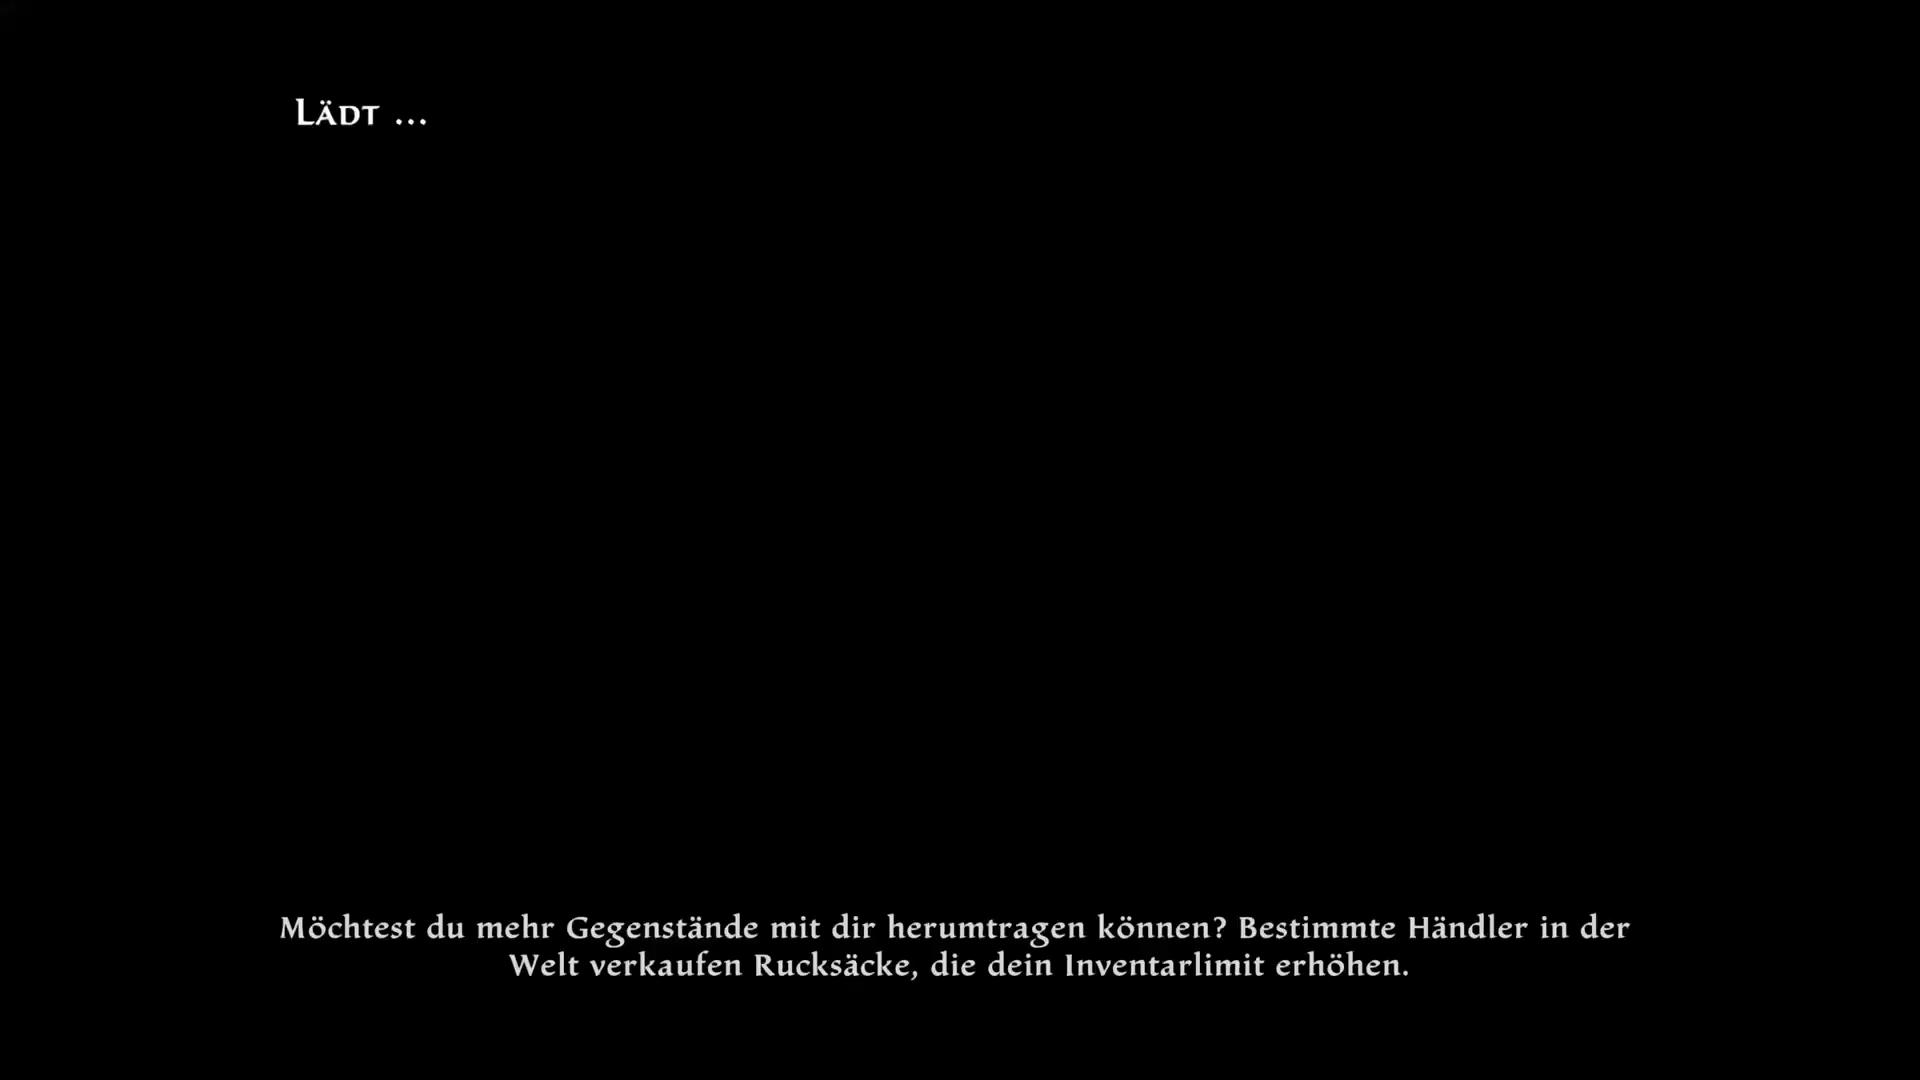 Lädt ...
Möchtest du mehr Gegenstände mit dir herumtragen können? Bestimmte Händler in der
Welt verkaufen Rucksäcke, die dein Inventarlimit erhöhen.